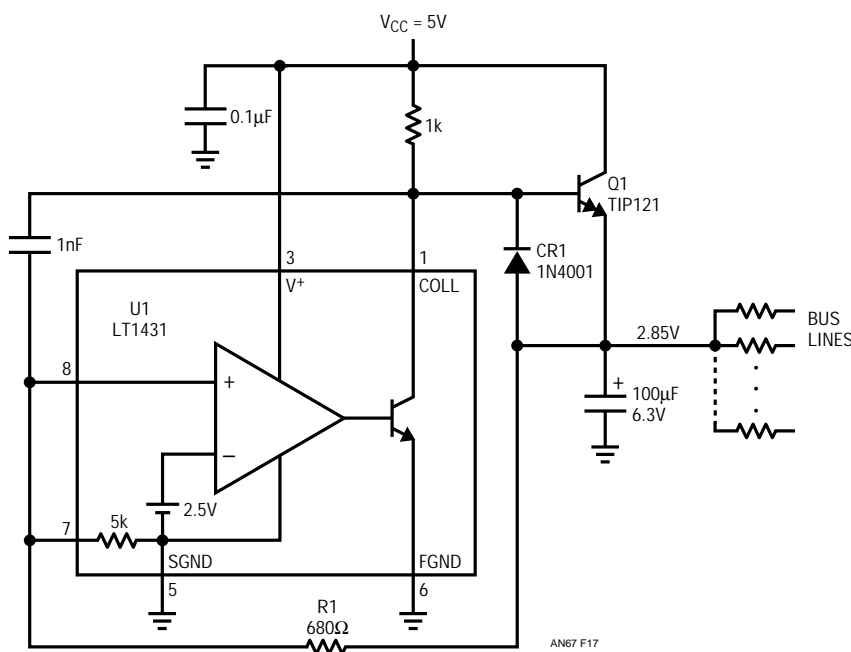 V_CC = 5V
0.1µF
1k
Q1
TIP121
1nF
3
1
CR1
1N4001
V+
COLL
U1
LT1431
2.85V
BUS
LINES
8
+
+
100µF
6.3V
–
2.5V
7
5k
SGND
FGND
5
6
R1
680Ω
AN67 F17